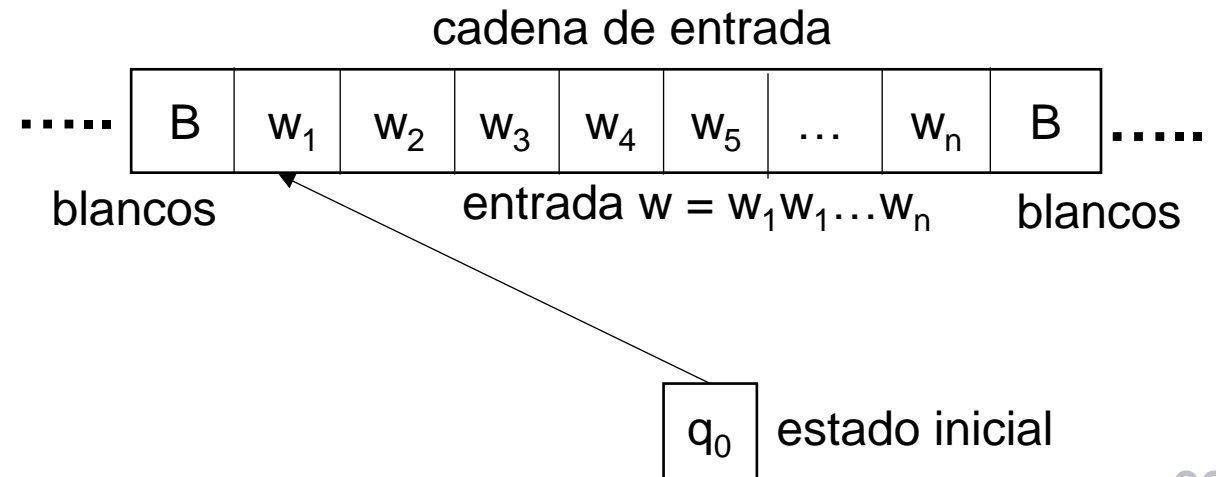 cadena de entrada
..... B w₁ w₂ w₃ w₄ w₅ … wₙ B .....
blancos entrada w = w₁w₁…wₙ blancos
q₀ estado inicial